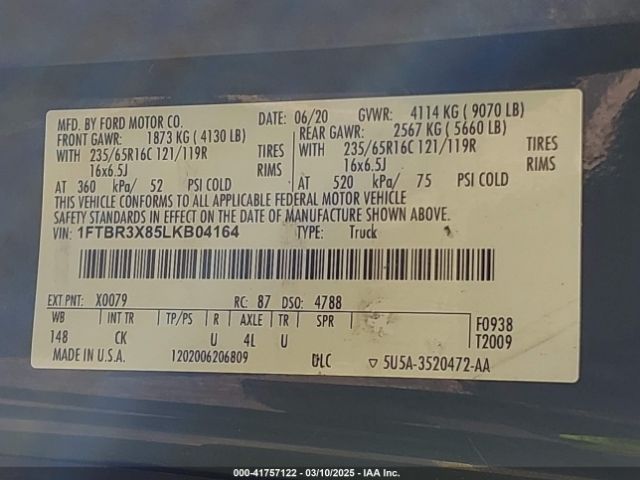 MFD. BY FORD MOTOR CO. DATE: 06/20 GVWR: 4114 KG ( 9070 LB)
FRONT GAWR: 1873 KG ( 4130 LB) REAR GAWR: 2567 KG ( 5660 LB)
WITH 235/65R16C 121/119R TIRES WITH 235/65R16C 121/119R TIRES
16x6.5J RIMS 16x6.5J RIMS
AT 360 kPa/ 52 PSI COLD AT 520 kPa/ 75 PSI COLD
THIS VEHICLE CONFORMS TO ALL APPLICABLE FEDERAL MOTOR VEHICLE
SAFETY STANDARDS IN EFFECT ON THE DATE OF MANUFACTURE SHOWN ABOVE.
VIN: 1FTBR3X85LKB04164 TYPE: Truck
EXT PNT: X0079 RC: 87 DSO: 4788
WB INT TR TP/PS R AXLE TR SPR F0938
148 CK U 4L U T2009
MADE IN U.S.A. 1202006206809 DLC ▽ 5U5A-3520472-AA
000-41757122 — 03/10/2025 — IAA Inc.